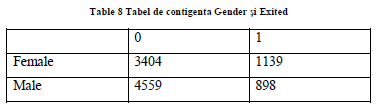 Table 8 Tabel de contigenta Gender şi Exited
0 1
Female 3404 1139
Male 4559 898